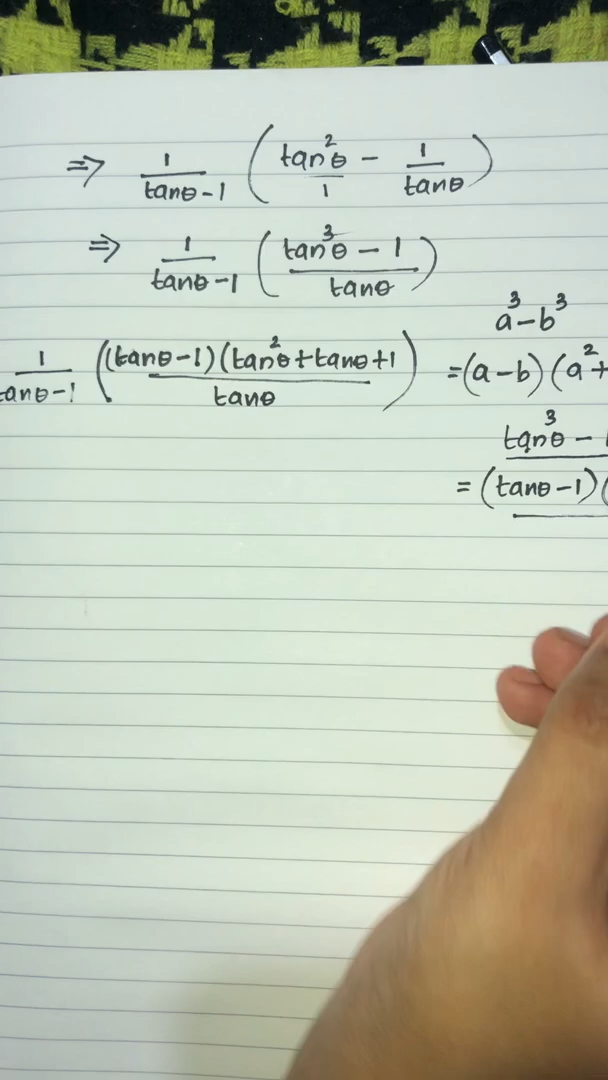 ⇒ 1/(tanθ-1) (tan²θ/1 - 1/tanθ)
⇒ 1/(tanθ-1) ((tan³θ - 1)/tanθ)
a³-b³
1/(tanθ-1) ((tanθ-1)(tan²θ+tanθ+1)/tanθ)
=(a-b)(a²+
tan³θ -
= (tanθ-1)(